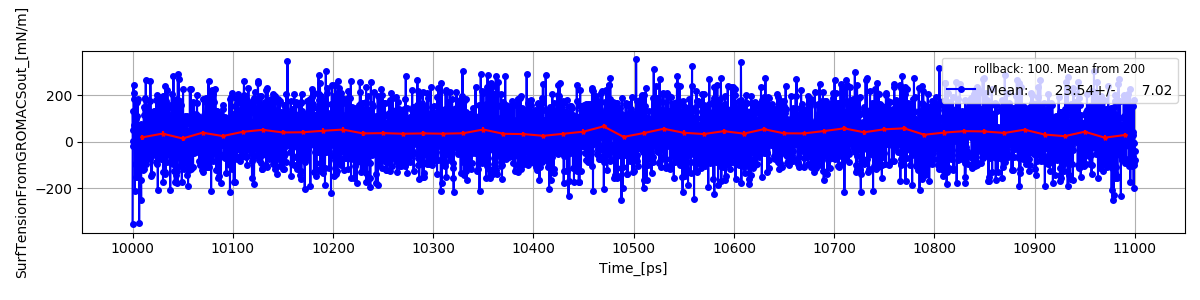 SurfTensionFromGROMACSout_[mN/m]
200
0
−200
rollback: 100. Mean from 200
Mean: 23.54+/- 7.02
10000 10100 10200 10300 10400 10500 10600 10700 10800 10900 11000
Time_[ps]